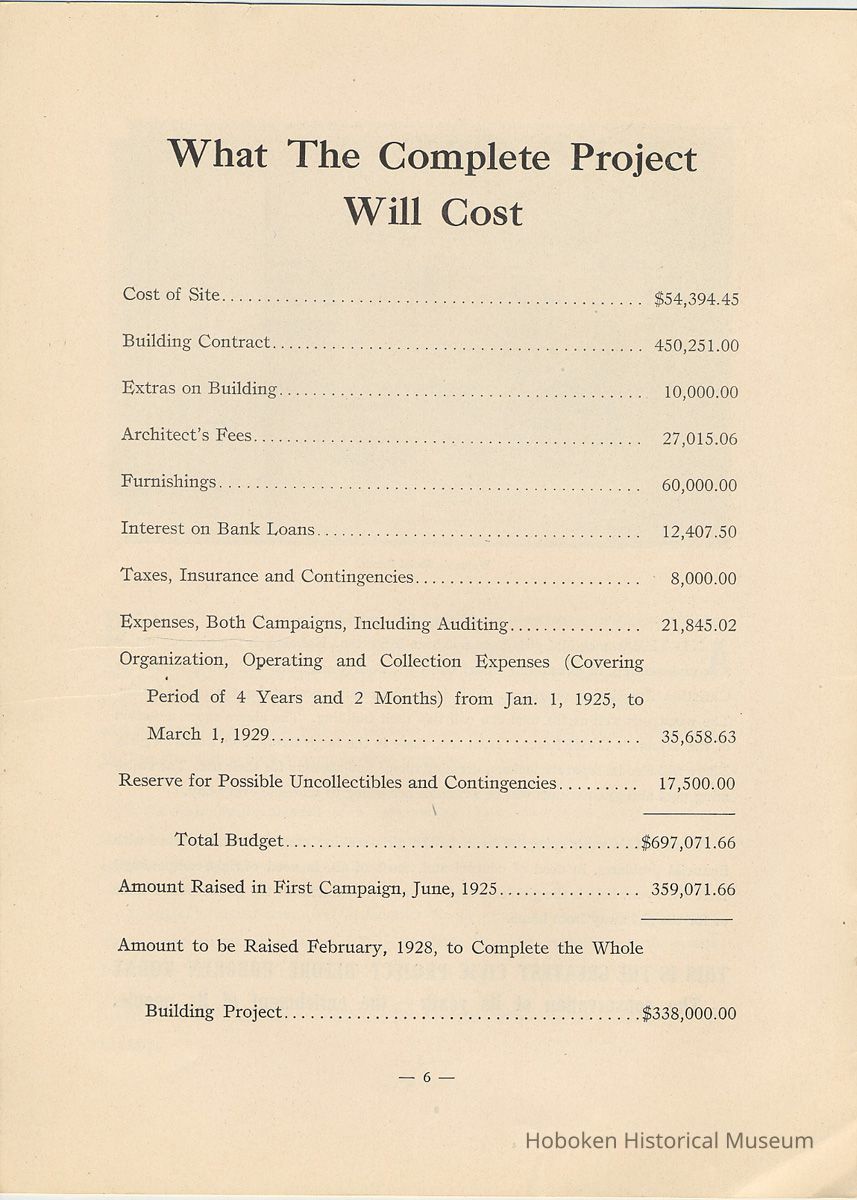 What The Complete Project
Will Cost
Cost of Site.............................................. $54,394.45
Building Contract......................................... 450,251.00
Extras on Building........................................ 10,000.00
Architect's Fees.......................................... 27,015.06
Furnishings............................................... 60,000.00
Interest on Bank Loans.................................... 12,407.50
Taxes, Insurance and Contingencies........................ 8,000.00
Expenses, Both Campaigns, Including Auditing.............. 21,845.02
Organization, Operating and Collection Expenses (Covering
Period of 4 Years and 2 Months) from Jan. 1, 1925, to
March 1, 1929............................................. 35,658.63
Reserve for Possible Uncollectibles and Contingencies......... 17,500.00
Total Budget.......................................$697,071.66
Amount Raised in First Campaign, June, 1925................ 359,071.66
Amount to be Raised February, 1928, to Complete the Whole
Building Project.......................................$338,000.00
— 6 —
Hoboken Historical Museum